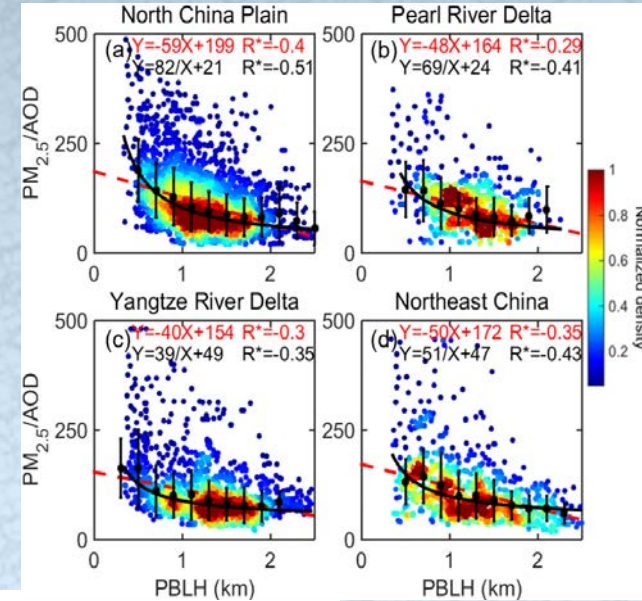 North China Plain
Pearl River Delta
500
(a) Y=-59X+199 R*=-0.4
Y=82/X+21 R*=-0.51
250
0
0 1 2
PM2.5/AOD
500
(b) Y=-48X+164 R*=-0.29
Y=69/X+24 R*=-0.41
250
0
0 1 2
Yangtze River Delta
Northeast China
500
(c) Y=-40X+154 R*=-0.3
Y=39/X+49 R*=-0.35
250
0
0 1 2
PM2.5/AOD
PBLH (km)
500
(d) Y=-50X+172 R*=-0.35
Y=51/X+47 R*=-0.43
250
0
0 1 2
PBLH (km)
1
0.8
0.6
0.4
0.2
Normalized density